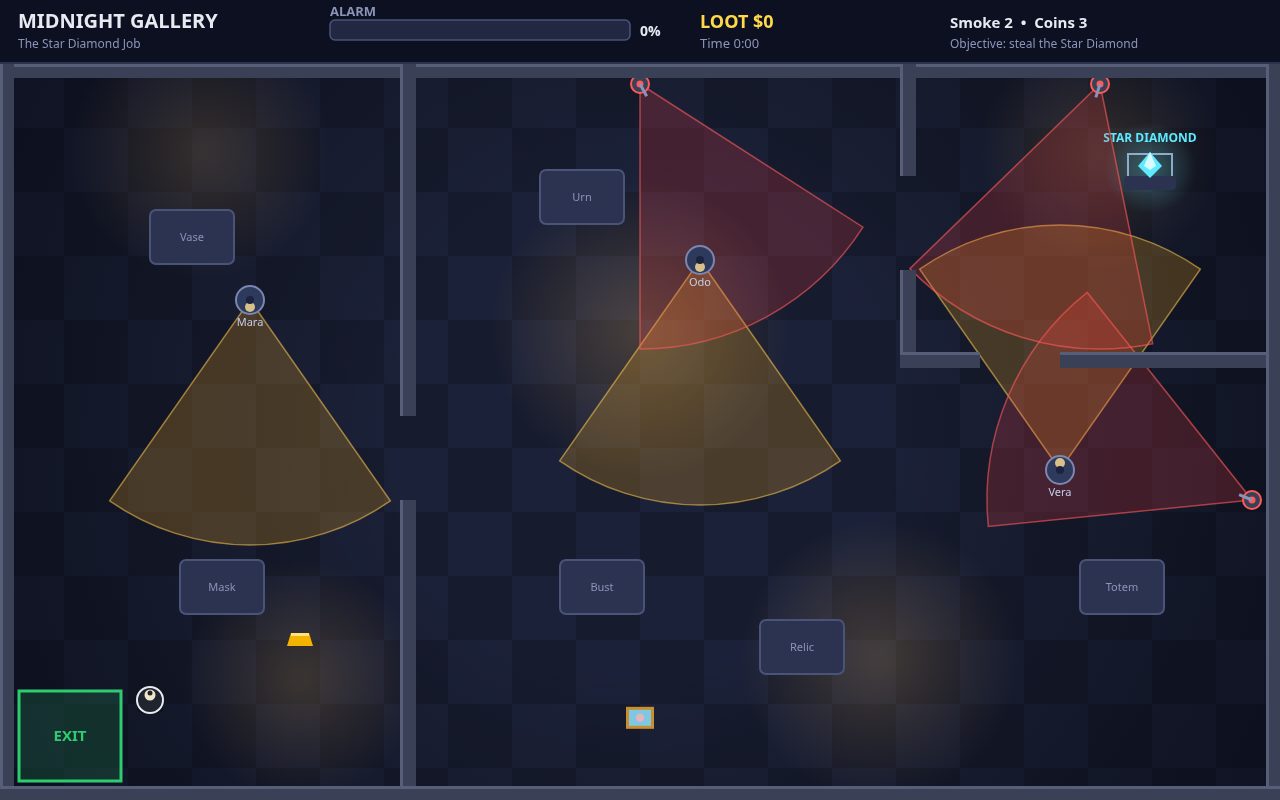 MIDNIGHT GALLERY
The Star Diamond Job
ALARM
0%
LOOT $0
Time 0:00
Smoke 2 • Coins 3
Objective: steal the Star Diamond
STAR DIAMOND
Urn
Vase
Odo
Mara
Vera
Mask
Bust
Totem
Relic
EXIT